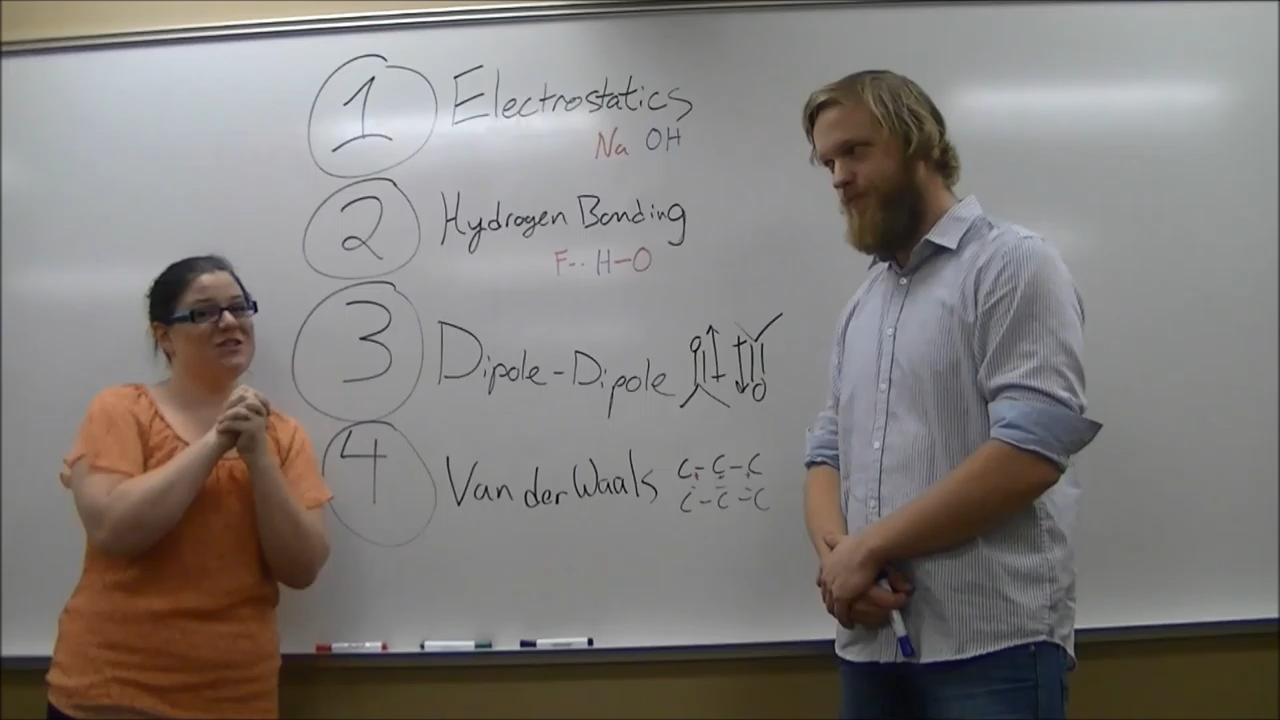 1 Electrostatics
Na OH
2 Hydrogen Bonding
F-·· H-O
3 Dipole-Dipole
4 Van der Waals
C-C-C
C-C-C